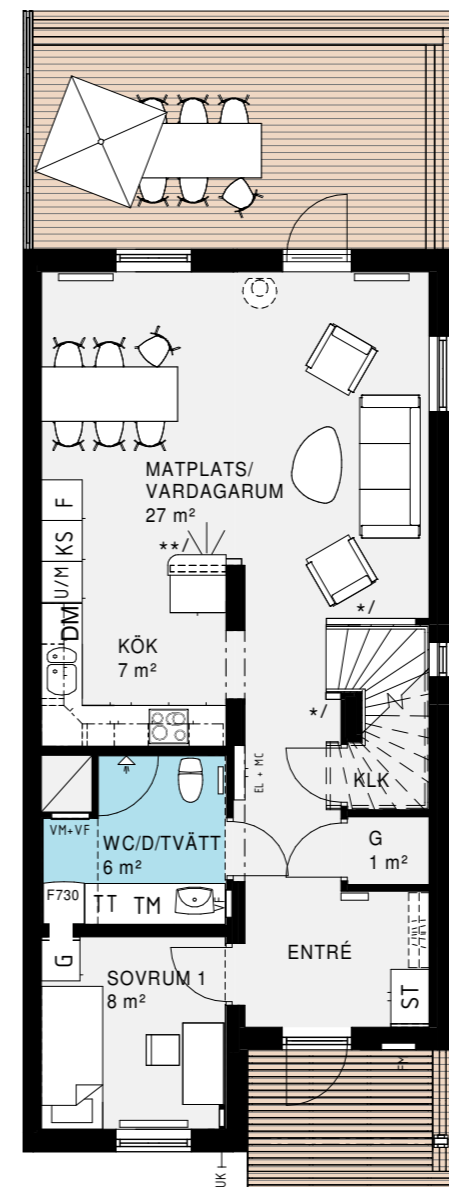 MATPLATS/
VARDAGARUM
27 m²
**/
F
KS
U/M
DM
KÖK
7 m²
*/
*/
EL + MC
KLK
VM+VF
WC/D/TVÄTT
6 m²
G
1 m²
F730
TT
TM
VF
G
SOVRUM 1
8 m²
ENTRÉ
ST
FM
UK